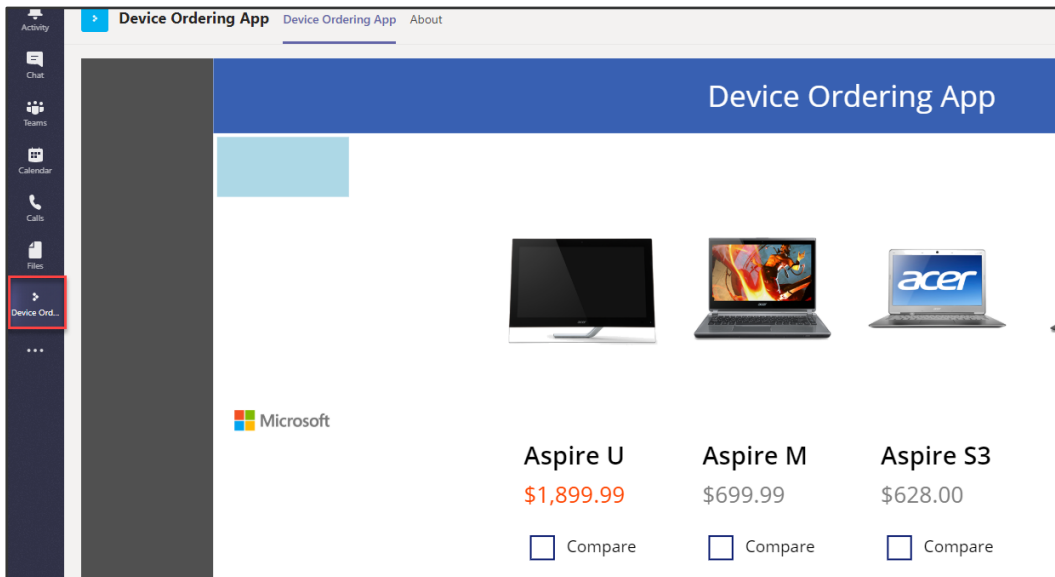 Activity
Chat
Teams
Calendar
Calls
Files
Device Ord...
Device Ordering App Device Ordering App About
Device Ordering App
acer
Microsoft
Aspire U Aspire M Aspire S3
$1,899.99 $699.99 $628.00
Compare Compare Compare